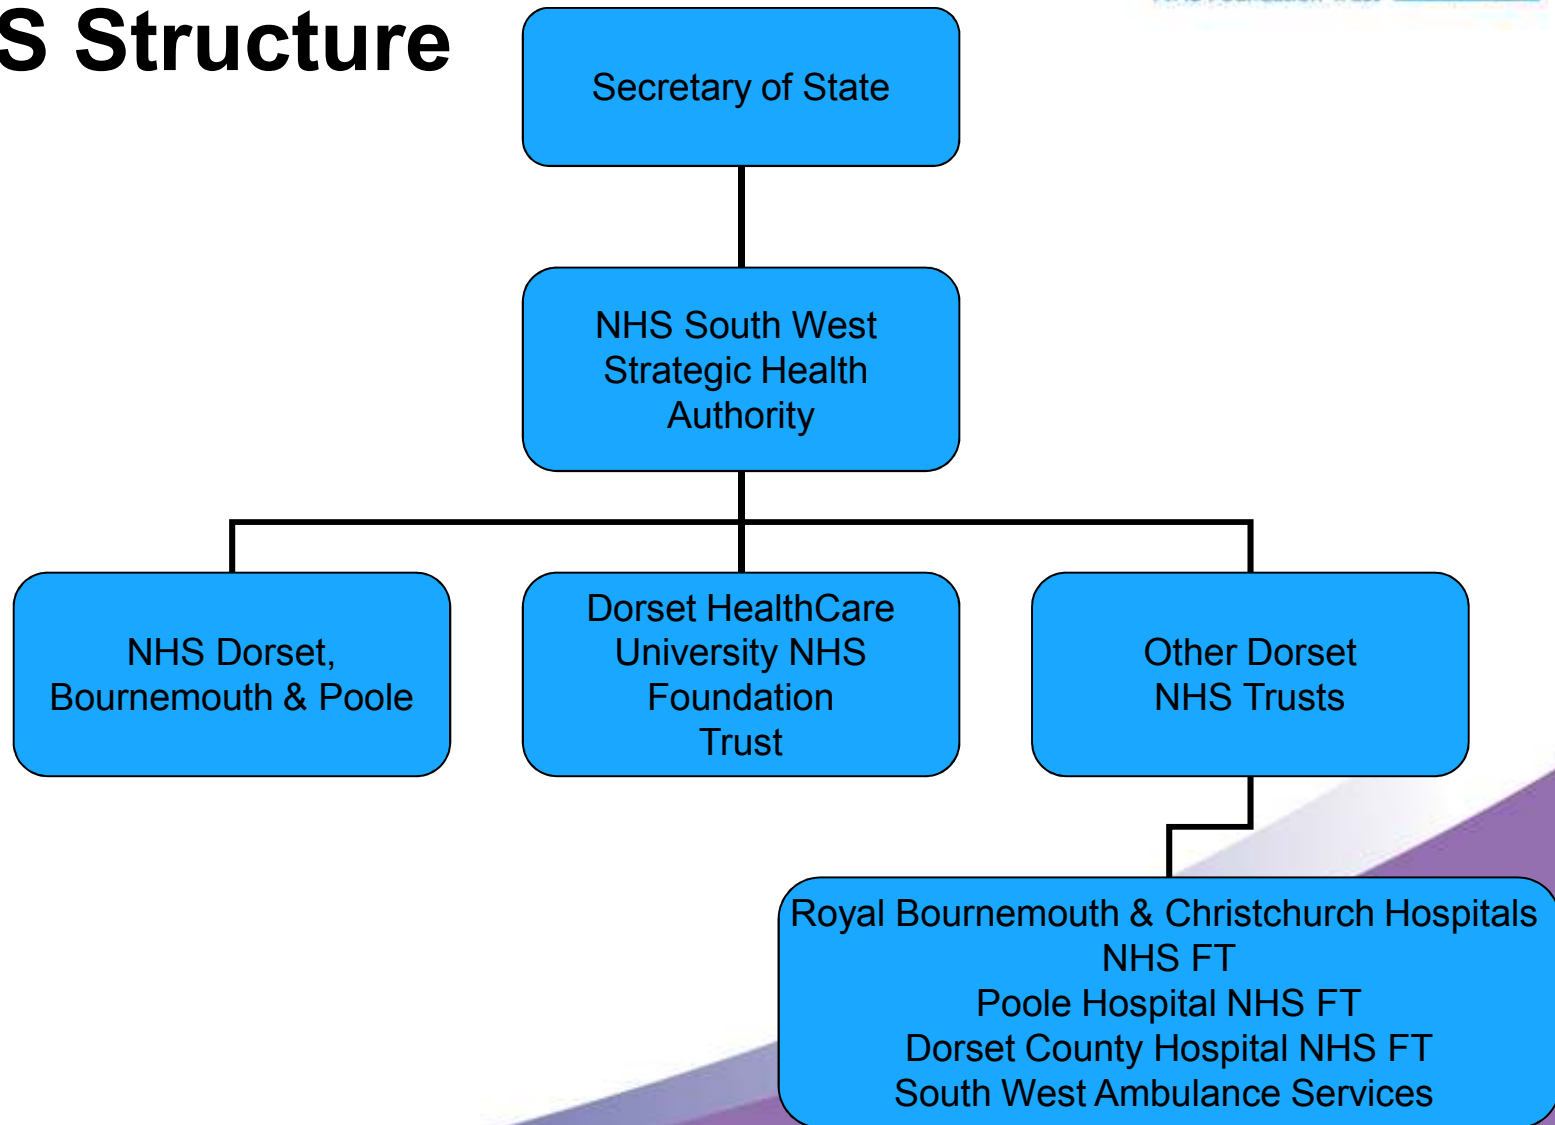 S Structure
Secretary of State
NHS South West
Strategic Health
Authority
NHS Dorset,
Bournemouth & Poole
Dorset HealthCare
University NHS
Foundation
Trust
Other Dorset
NHS Trusts
Royal Bournemouth & Christchurch Hospitals
NHS FT
Poole Hospital NHS FT
Dorset County Hospital NHS FT
South West Ambulance Services